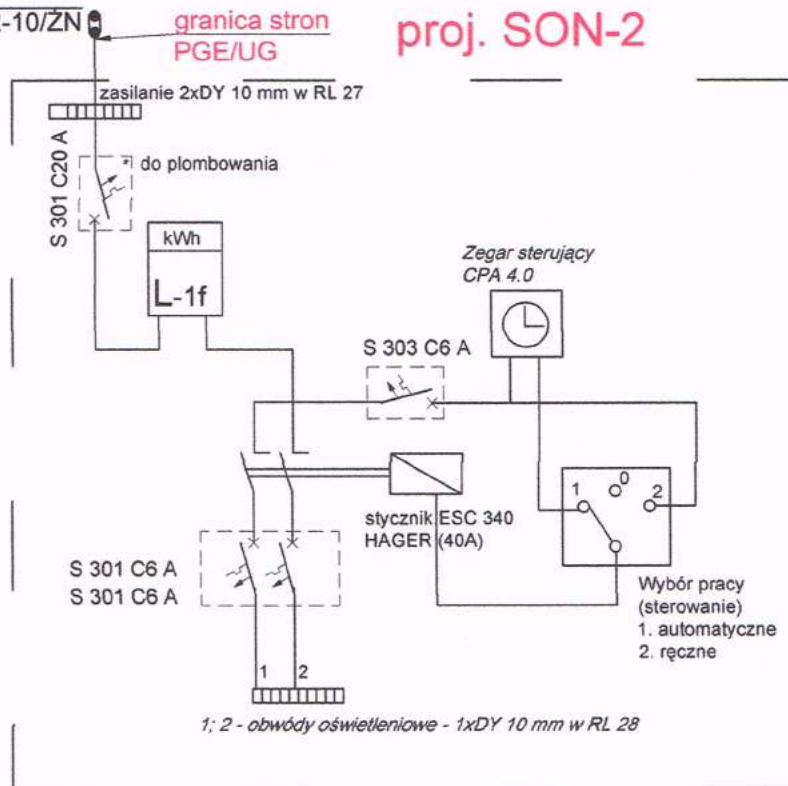 -10/ŻN
granica stron
PGE/UG
proj. SON-2
zasilanie 2xDY 10 mm w RL 27
S 301 C20 A
* do plombowania
kWh
L-1f
Zegar sterujący
CPA 4.0
S 303 C6 A
1 0 2
stycznik ESC 340
HAGER (40A)
S 301 C6 A
S 301 C6 A
Wybór pracy
(sterowanie)
1. automatyczne
2. ręczne
1 2
1; 2 - obwody oświetleniowe - 1xDY 10 mm w RL 28